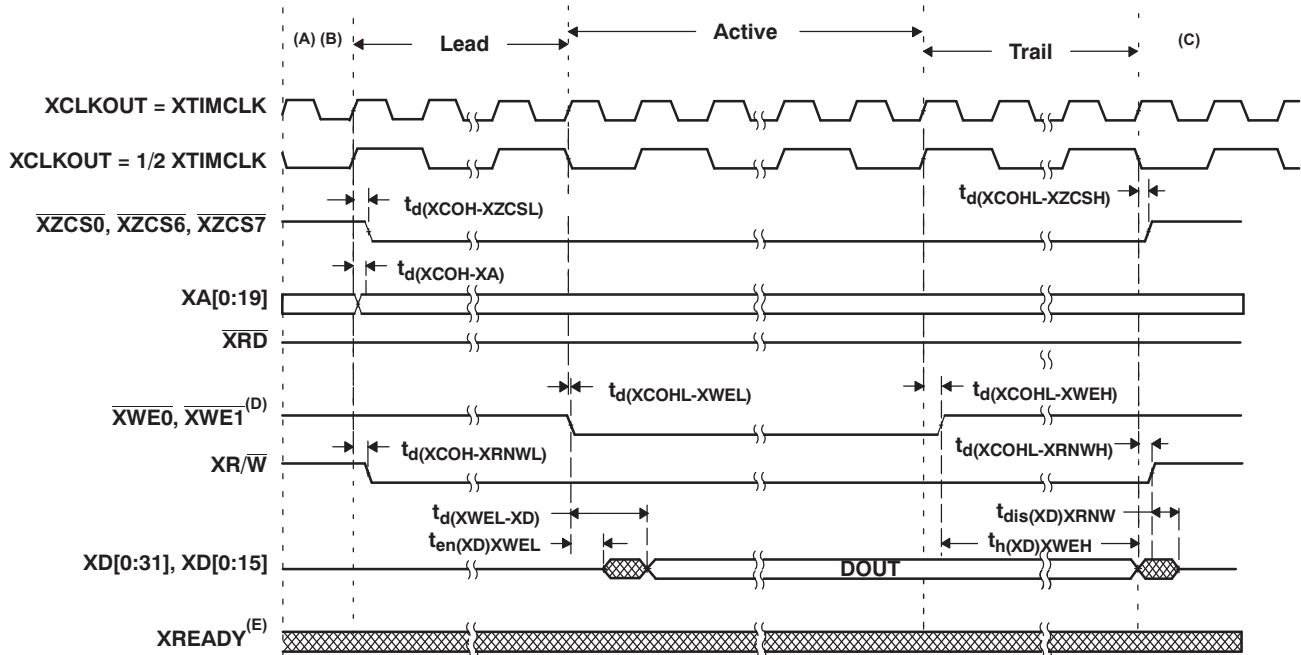 (A) (B) Lead Active Trail (C)
XCLKOUT = XTIMCLK
XCLKOUT = 1/2 XTIMCLK
td(XCOH-XZCSL) td(XCOHL-XZCSH)
XZCS0, XZCS6, XZCS7
td(XCOH-XA)
XA[0:19]
XRD
td(XCOHL-XWEL) td(XCOHL-XWEH)
XWE0, XWE1(D)
td(XCOH-XRNWL) td(XCOHL-XRNWH)
XR/W
td(XWEL-XD) tdis(XD)XRNW
ten(XD)XWEL th(XD)XWEH
XD[0:31], XD[0:15] DOUT
XREADY(E)